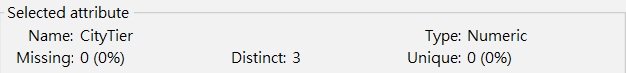 Selected attribute
Name: CityTier Type: Numeric
Missing: 0 (0%) Distinct: 3 Unique: 0 (0%)